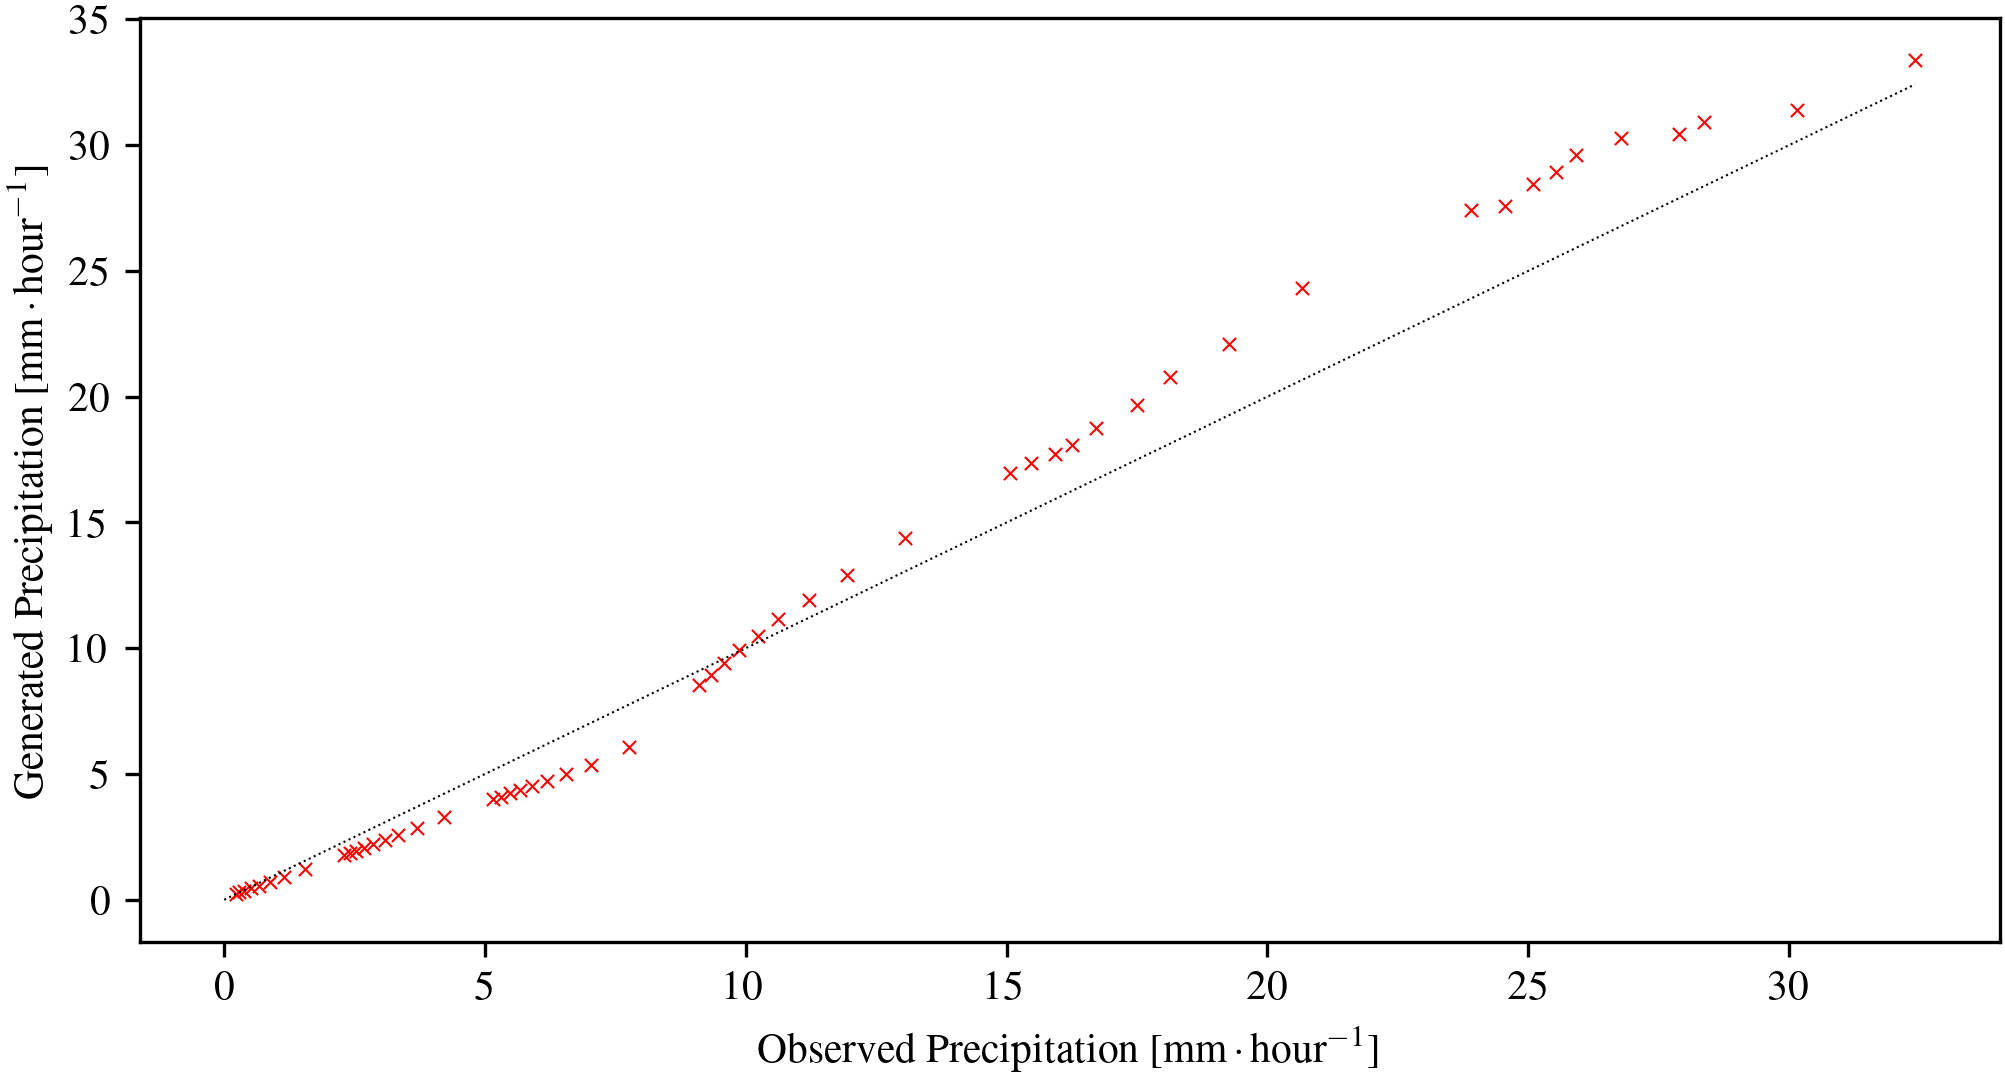 35
30
25
20
15
10
5
0
Generated Precipitation [mm · hour⁻¹]
0 5 10 15 20 25 30
Observed Precipitation [mm · hour⁻¹]